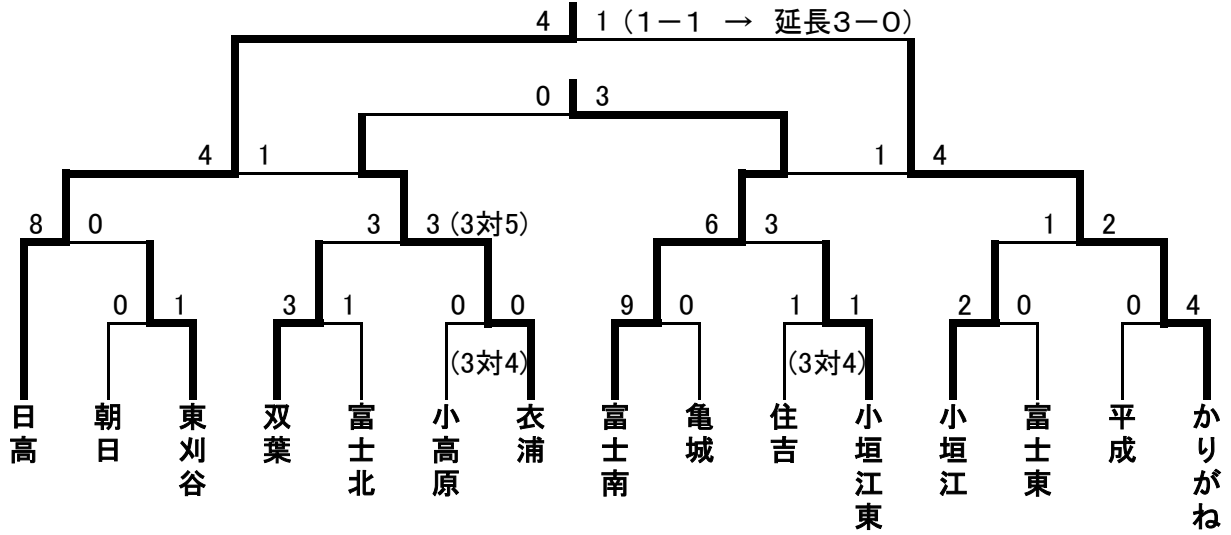 4 1 (1－1 → 延長3－0)
0 3
4 1 1 4
8 0 3 3 (3対5) 6 3 1 2
0 1 3 1 0 0 9 0 1 1 2 0 0 4
(3対4) (3対4)
日高
朝日
東刈谷
双葉
富士北
小高原
衣浦
富士南
亀城
住吉
小垣江東
小垣江
富士東
平成
かりがね